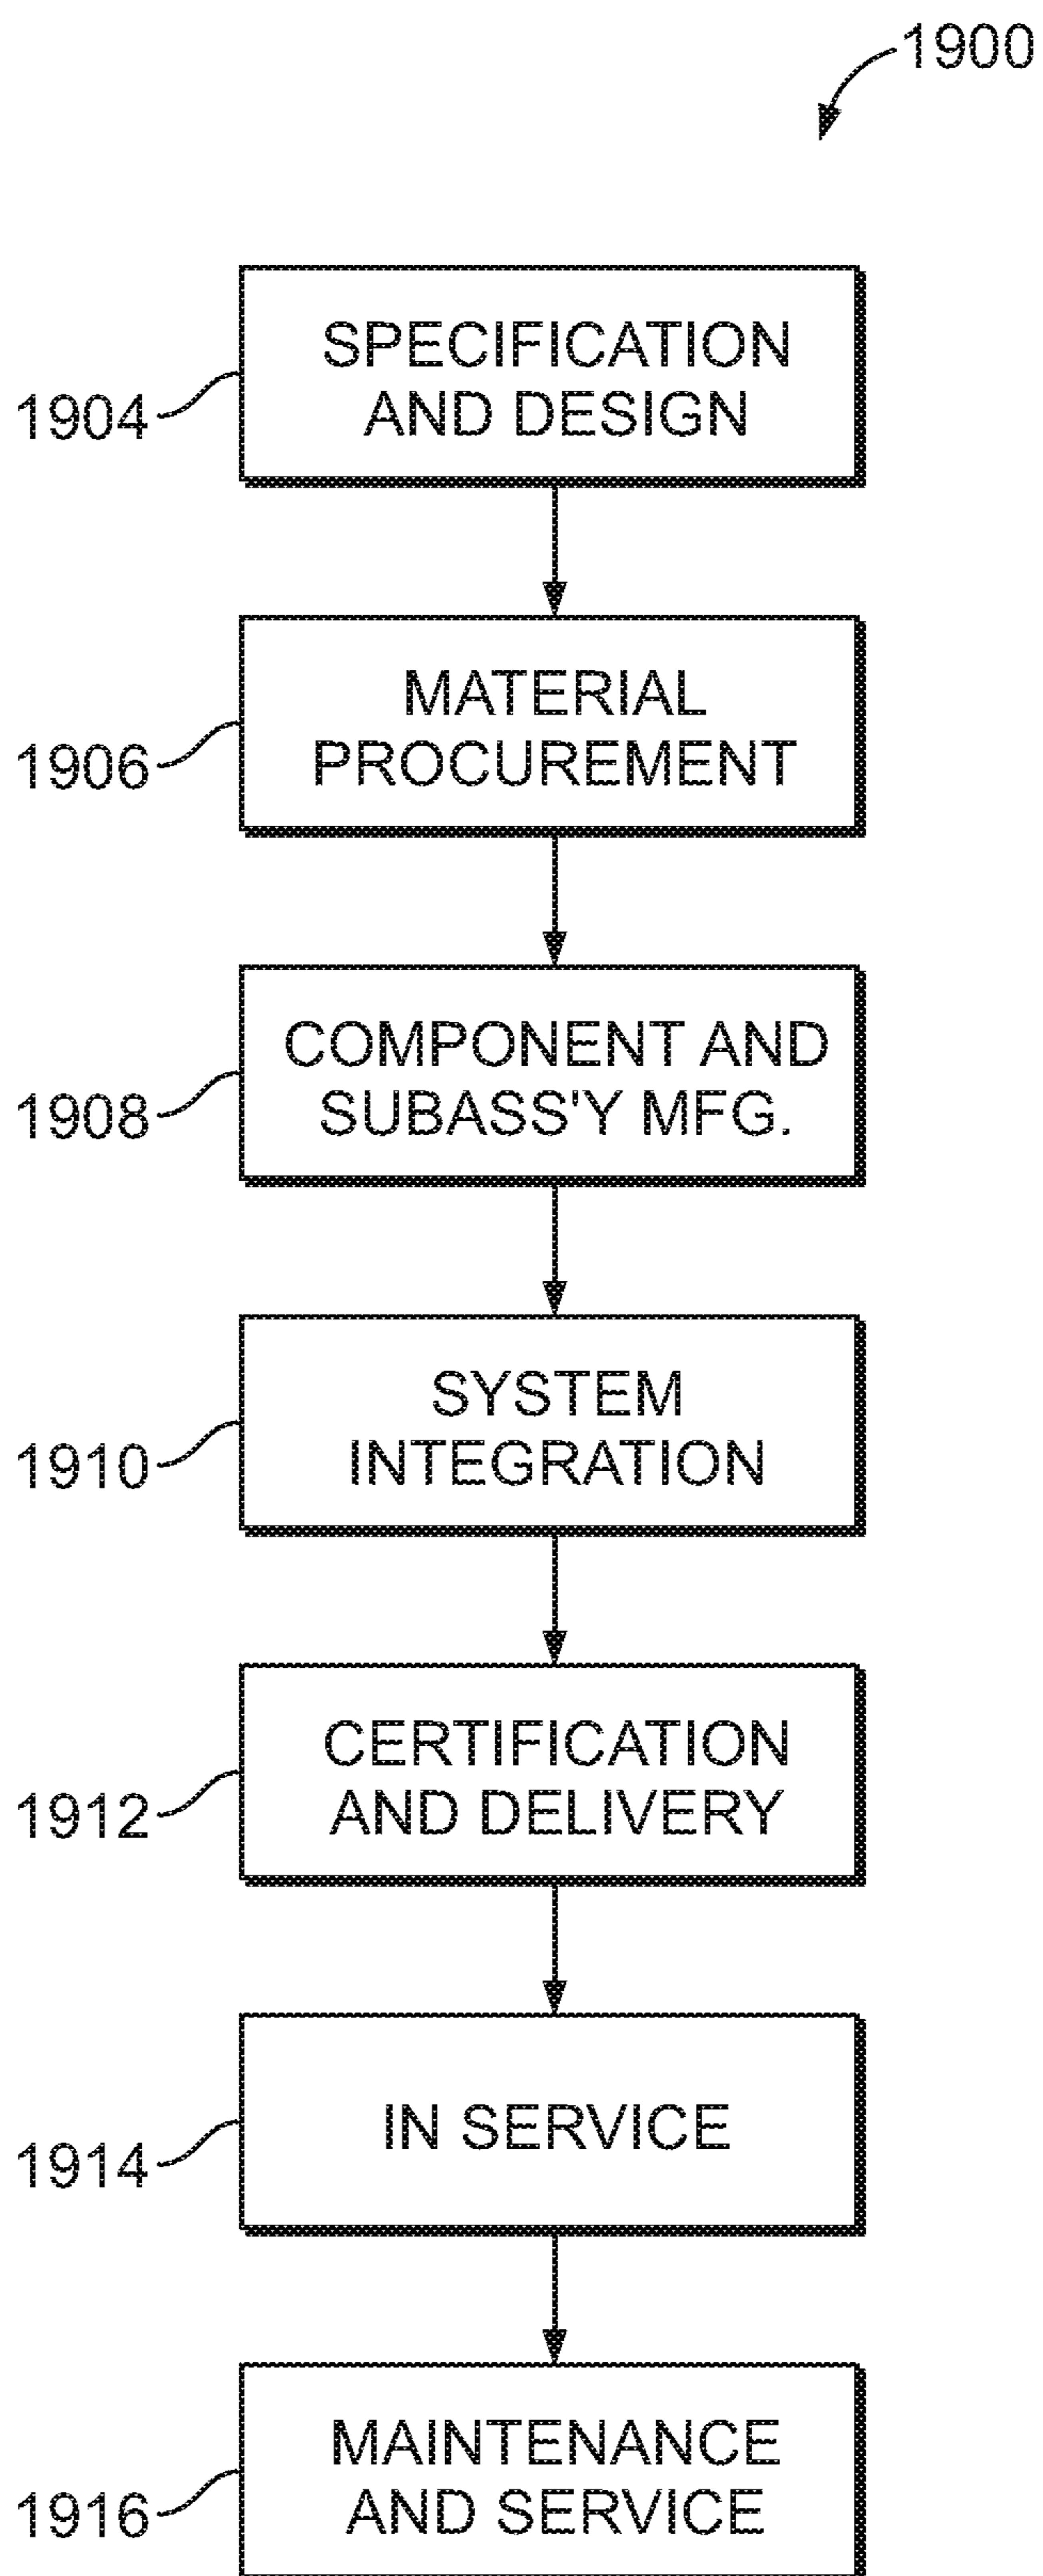 1900
SPECIFICATION
AND DESIGN
1904
MATERIAL
PROCUREMENT
1906
COMPONENT AND
SUBASS'Y MFG.
1908
SYSTEM
INTEGRATION
1910
CERTIFICATION
AND DELIVERY
1912
IN SERVICE
1914
MAINTENANCE
AND SERVICE
1916